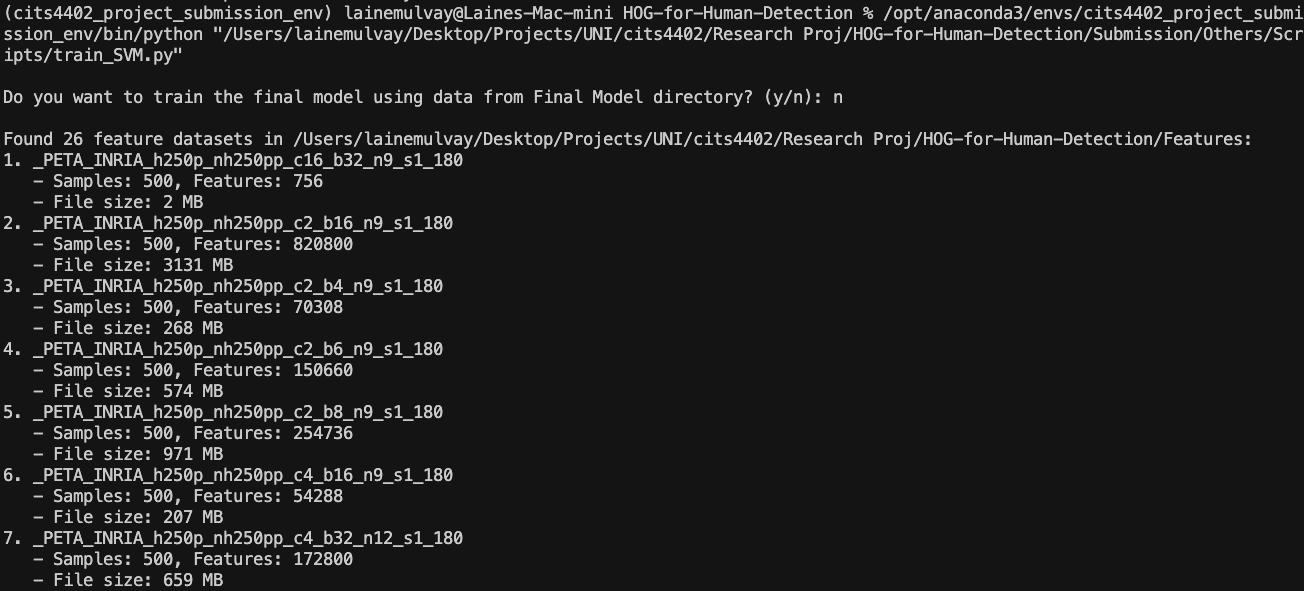 (cits4402_project_submission_env) lainemulvay@Laines-Mac-mini HOG-for-Human-Detection % /opt/anaconda3/envs/cits4402_project_submi
ssion_env/bin/python "/Users/lainemulvay/Desktop/Projects/UNI/cits4402/Research Proj/HOG-for-Human-Detection/Submission/Others/Scr
ipts/train_SVM.py"
Do you want to train the final model using data from Final Model directory? (y/n): n
Found 26 feature datasets in /Users/lainemulvay/Desktop/Projects/UNI/cits4402/Research Proj/HOG-for-Human-Detection/Features:
1. _PETA_INRIA_h250p_nh250pp_c16_b32_n9_s1_180
– Samples: 500, Features: 756
– File size: 2 MB
2. _PETA_INRIA_h250p_nh250pp_c2_b16_n9_s1_180
– Samples: 500, Features: 820800
– File size: 3131 MB
3. _PETA_INRIA_h250p_nh250pp_c2_b4_n9_s1_180
– Samples: 500, Features: 70308
– File size: 268 MB
4. _PETA_INRIA_h250p_nh250pp_c2_b6_n9_s1_180
– Samples: 500, Features: 150660
– File size: 574 MB
5. _PETA_INRIA_h250p_nh250pp_c2_b8_n9_s1_180
– Samples: 500, Features: 254736
– File size: 971 MB
6. _PETA_INRIA_h250p_nh250pp_c4_b16_n9_s1_180
– Samples: 500, Features: 54288
– File size: 207 MB
7. _PETA_INRIA_h250p_nh250pp_c4_b32_n12_s1_180
– Samples: 500, Features: 172800
– File size: 659 MB